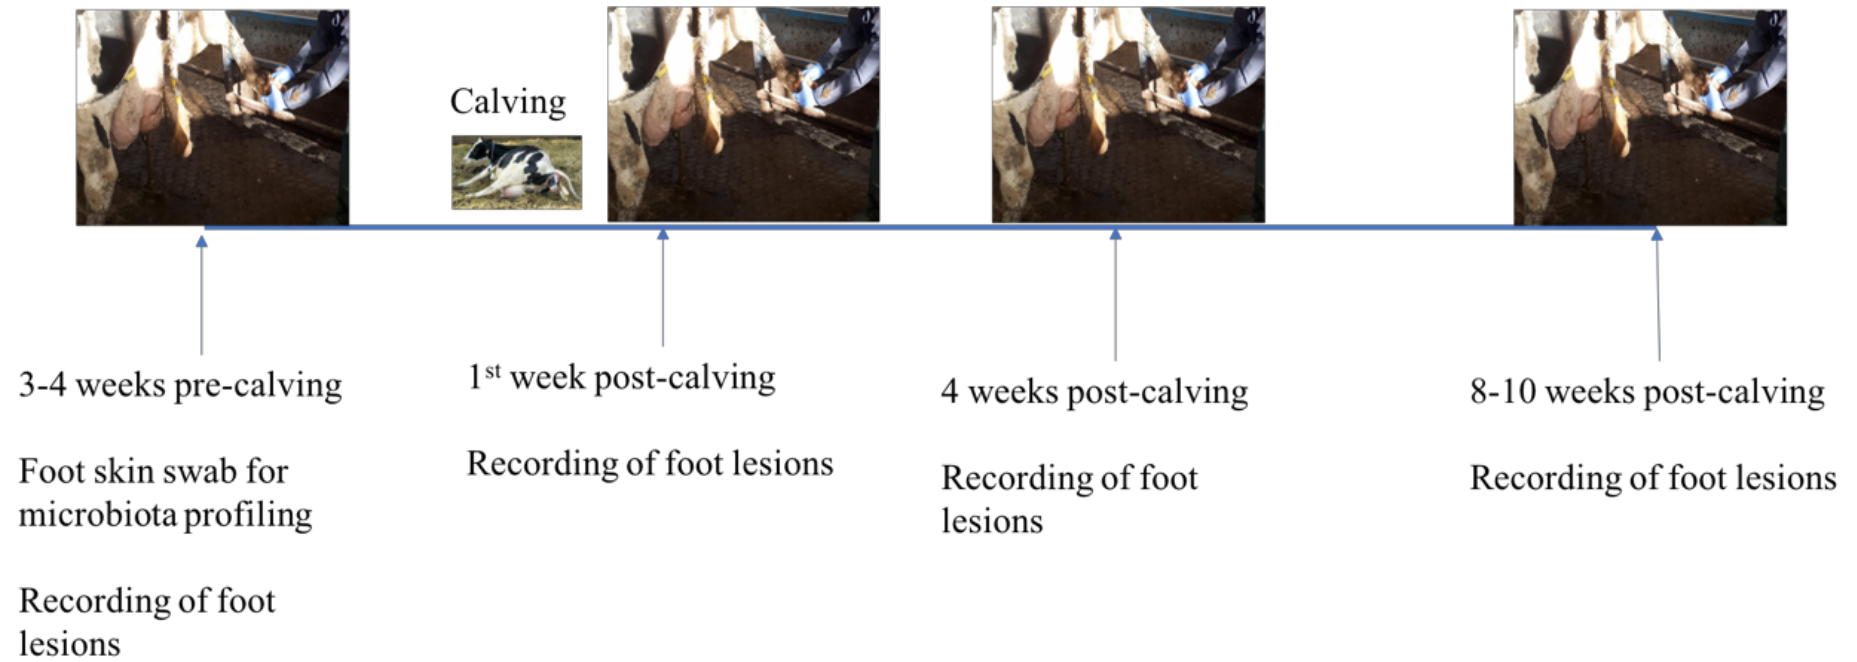 Calving
3-4 weeks pre-calving
Foot skin swab for
microbiota profiling
Recording of foot
lesions
1st week post-calving
Recording of foot lesions
4 weeks post-calving
Recording of foot
lesions
8-10 weeks post-calving
Recording of foot lesions